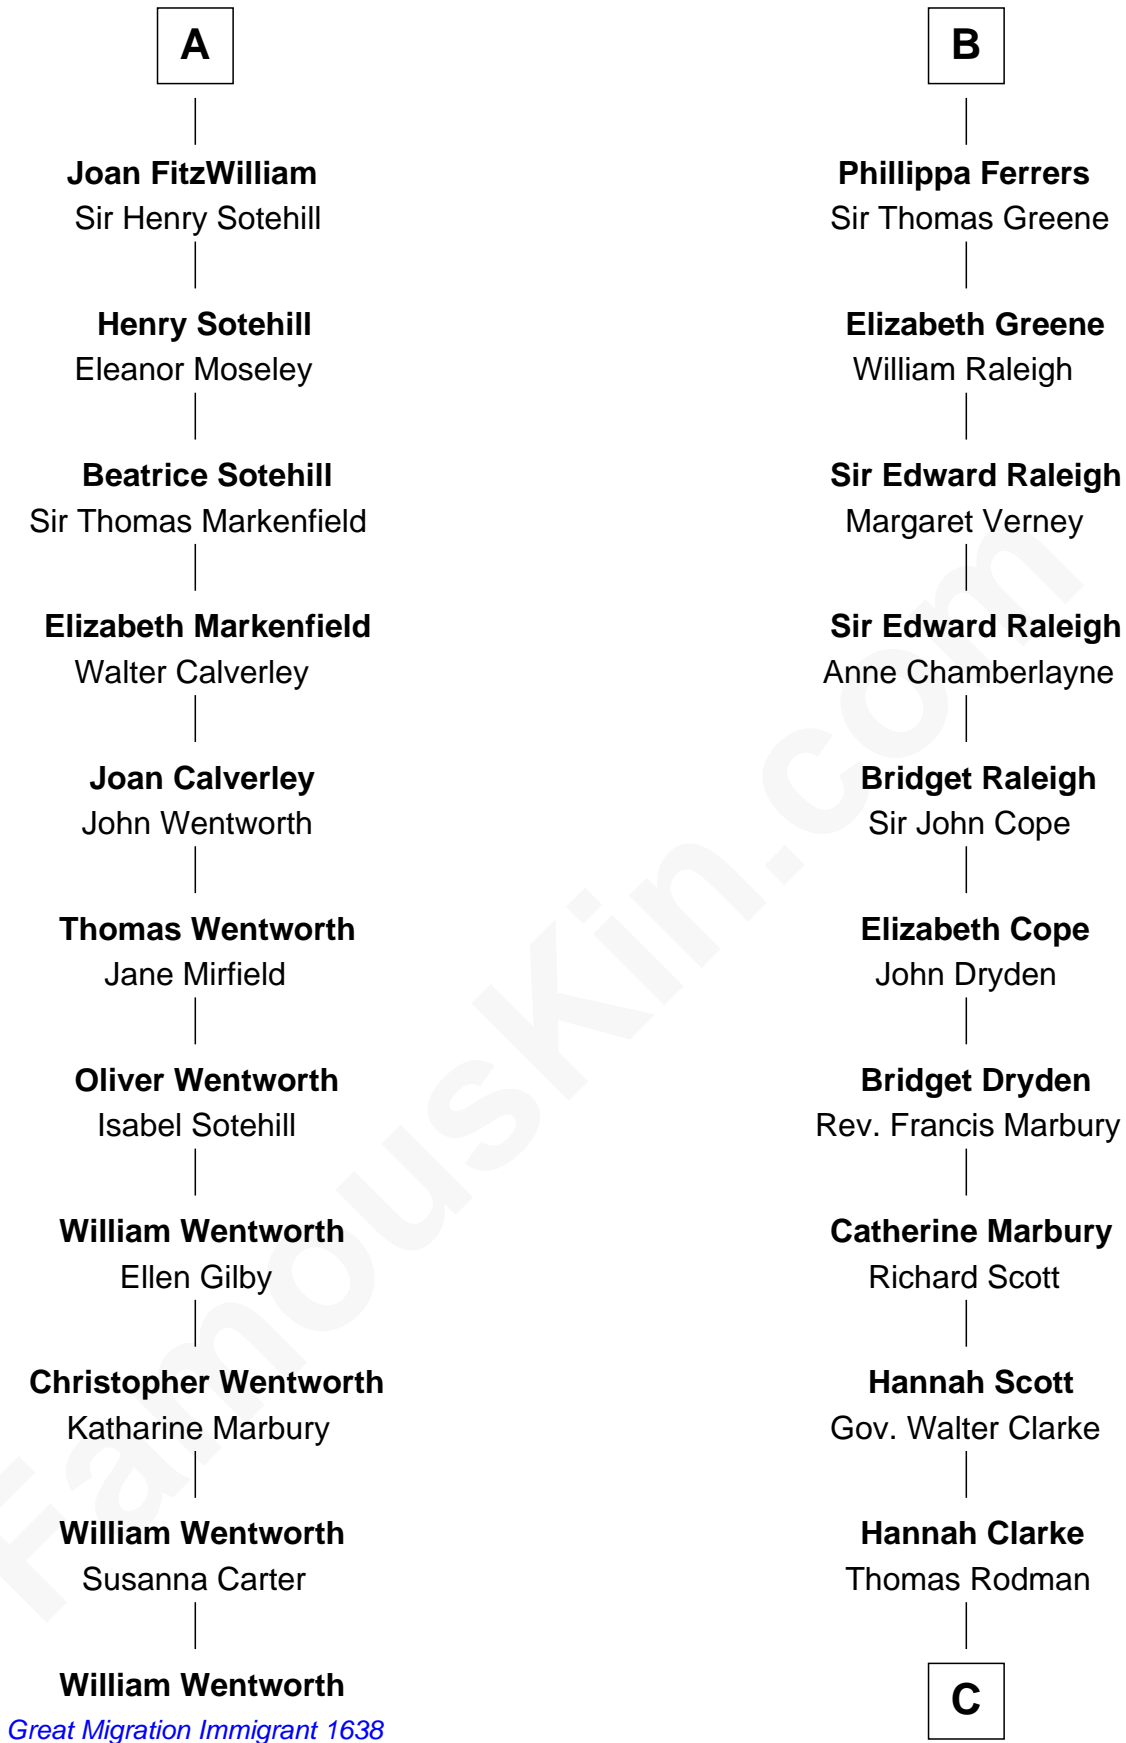 A
Joan FitzWilliam
Sir Henry Sotehill
Henry Sotehill
Eleanor Moseley
Beatrice Sotehill
Sir Thomas Markenfield
Elizabeth Markenfield
Walter Calverley
Joan Calverley
John Wentworth
Thomas Wentworth
Jane Mirfield
Oliver Wentworth
Isabel Sotehill
William Wentworth
Ellen Gilby
Christopher Wentworth
Katharine Marbury
William Wentworth
Susanna Carter
William Wentworth
Great Migration Immigrant 1638
B
Phillippa Ferrers
Sir Thomas Greene
Elizabeth Greene
William Raleigh
Sir Edward Raleigh
Margaret Verney
Sir Edward Raleigh
Anne Chamberlayne
Bridget Raleigh
Sir John Cope
Elizabeth Cope
John Dryden
Bridget Dryden
Rev. Francis Marbury
Catherine Marbury
Richard Scott
Hannah Scott
Gov. Walter Clarke
Hannah Clarke
Thomas Rodman
C
FamousKin.com